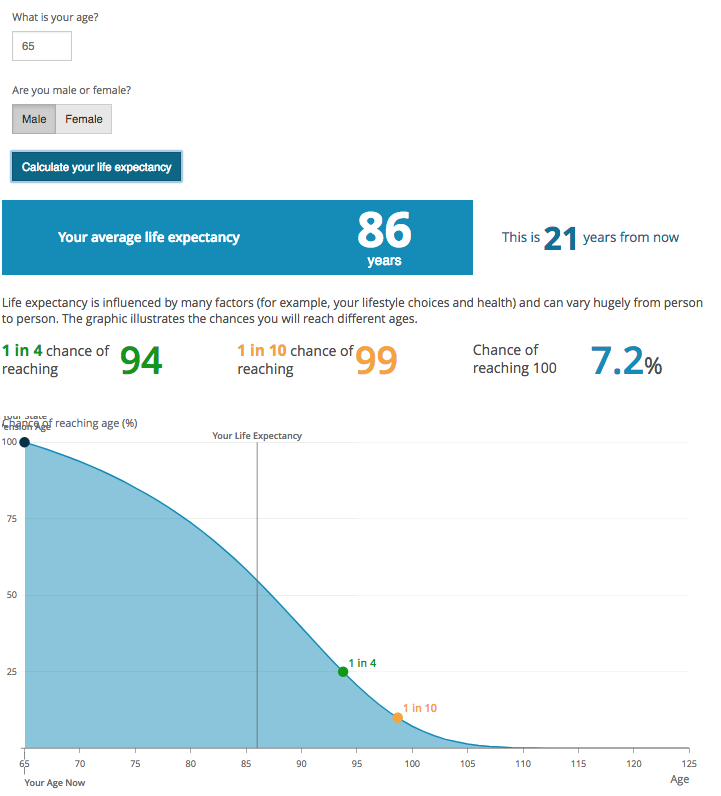 What is your age?
65
Are you male or female?
Male Female
Calculate your life expectancy
Your average life expectancy
86
years
This is 21 years from now
Life expectancy is influenced by many factors (for example, your lifestyle choices and health) and can vary hugely from person
to person. The graphic illustrates the chances you will reach different ages.
1 in 4 chance of
reaching
94
1 in 10 chance of
reaching
99
Chance of
reaching 100
7.2%
Your State
Pension Age
Chance of reaching age (%)
Your Life Expectancy
100
75
50
25
1 in 4
1 in 10
65 70 75 80 85 90 95 100 105 110 115 120 125
Age
Your Age Now